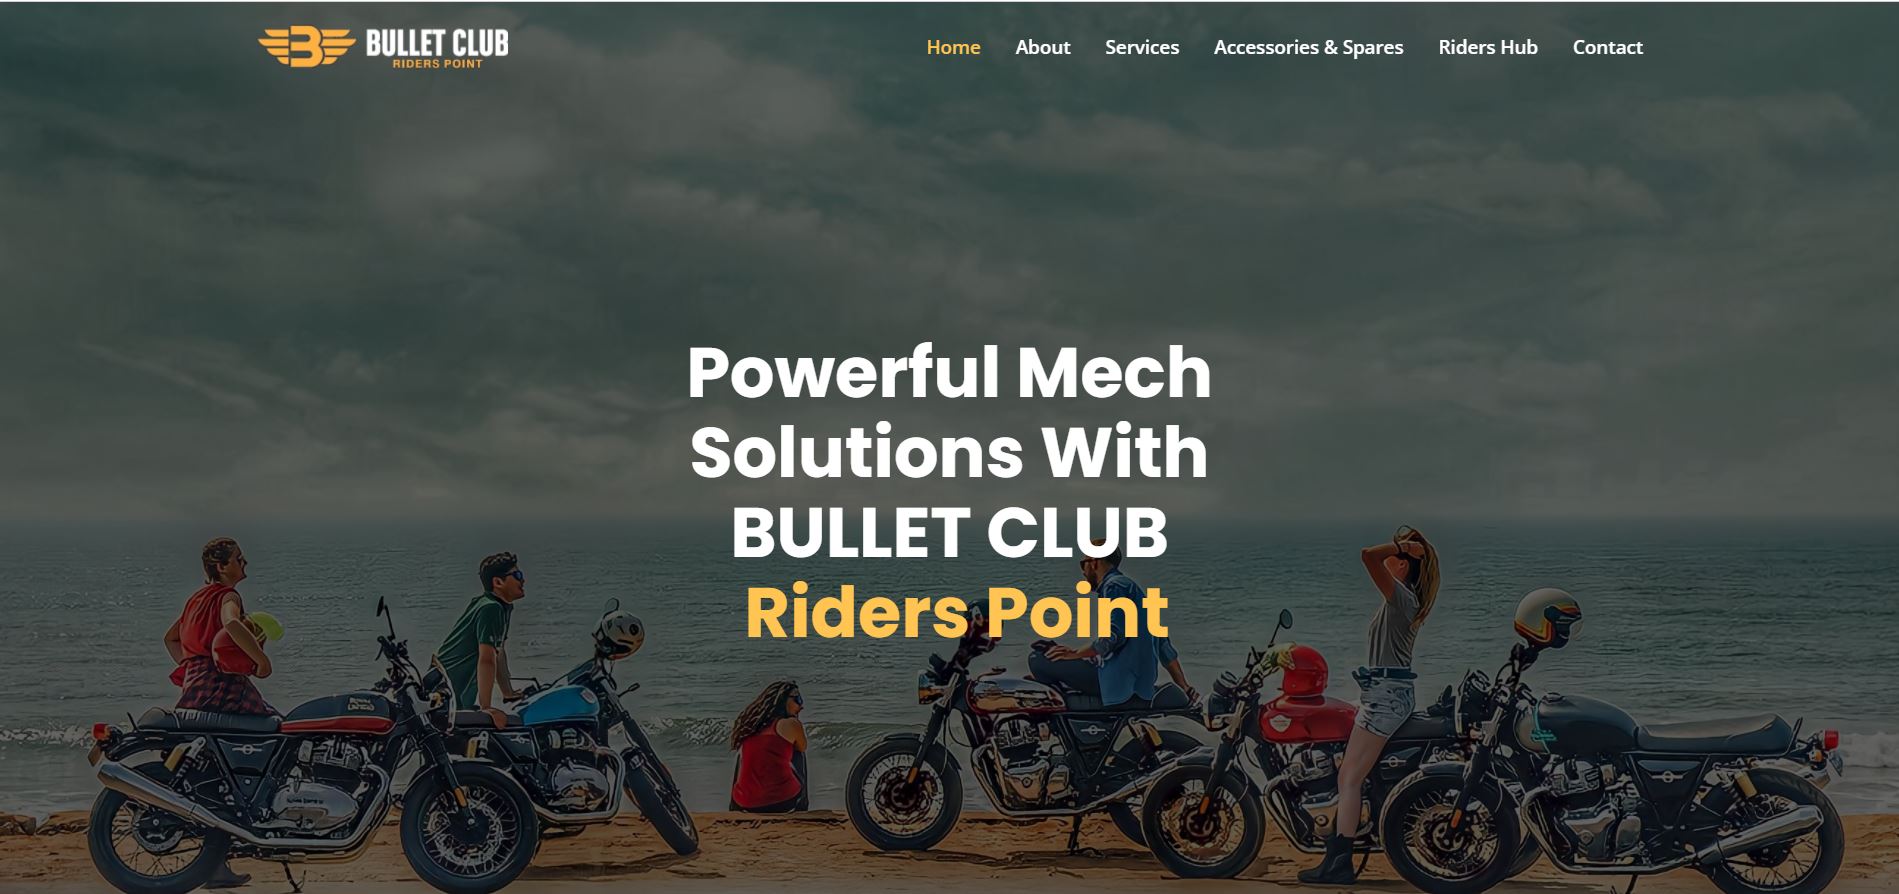 BULLET CLUB
RIDERS POINT
Home About Services Accessories & Spares Riders Hub Contact
Powerful Mech
Solutions With
BULLET CLUB
Riders Point